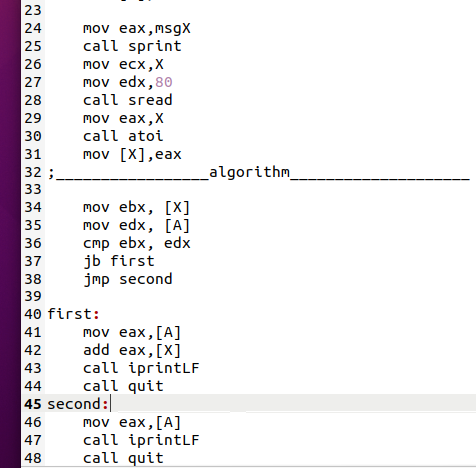 23
24 mov eax,msgX
25 call sprint
26 mov ecx,X
27 mov edx,80
28 call sread
29 mov eax,X
30 call atoi
31 mov [X],eax
32 ;_________________algorithm____________________
33
34 mov ebx, [X]
35 mov edx, [A]
36 cmp ebx, edx
37 jb first
38 jmp second
39
40 first:
41 mov eax,[A]
42 add eax,[X]
43 call iprintLF
44 call quit
45 second:
46 mov eax,[A]
47 call iprintLF
48 call quit